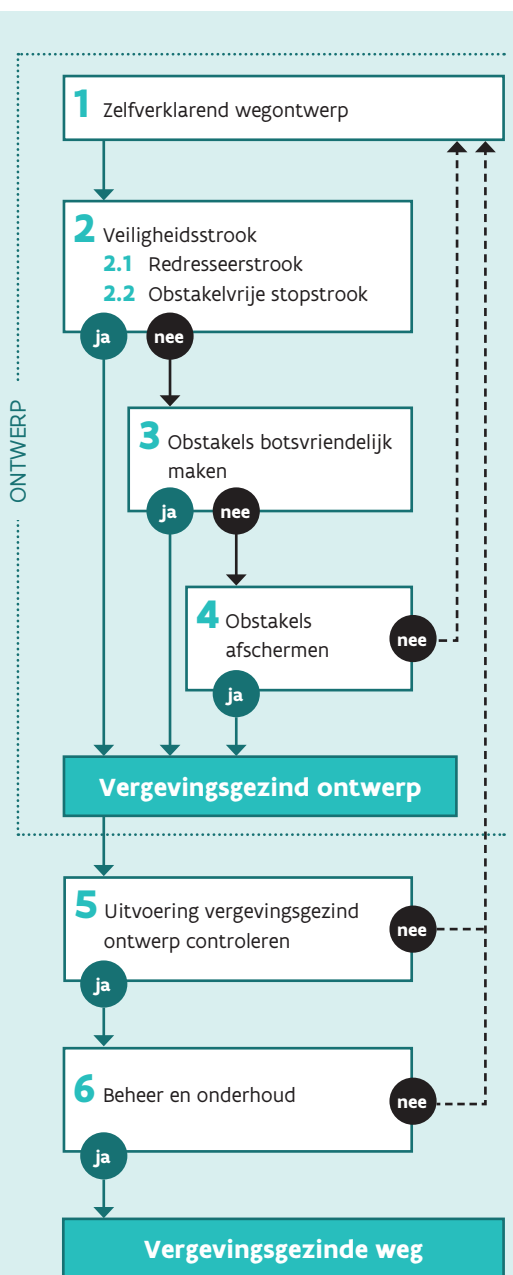 ONTWERP
1 Zelfverklarend wegontwerp
2 Veiligheidsstrook
2.1 Redresseerstrook
2.2 Obstakelvrije stopstrook
ja nee
3 Obstakels botsvriendelijk
maken
ja nee
4 Obstakels
afschermen
nee
ja
Vergevingsgezind ontwerp
5 Uitvoering vergevingsgezind
ontwerp controleren
nee
ja
6 Beheer en onderhoud
nee
ja
Vergevingsgezinde weg